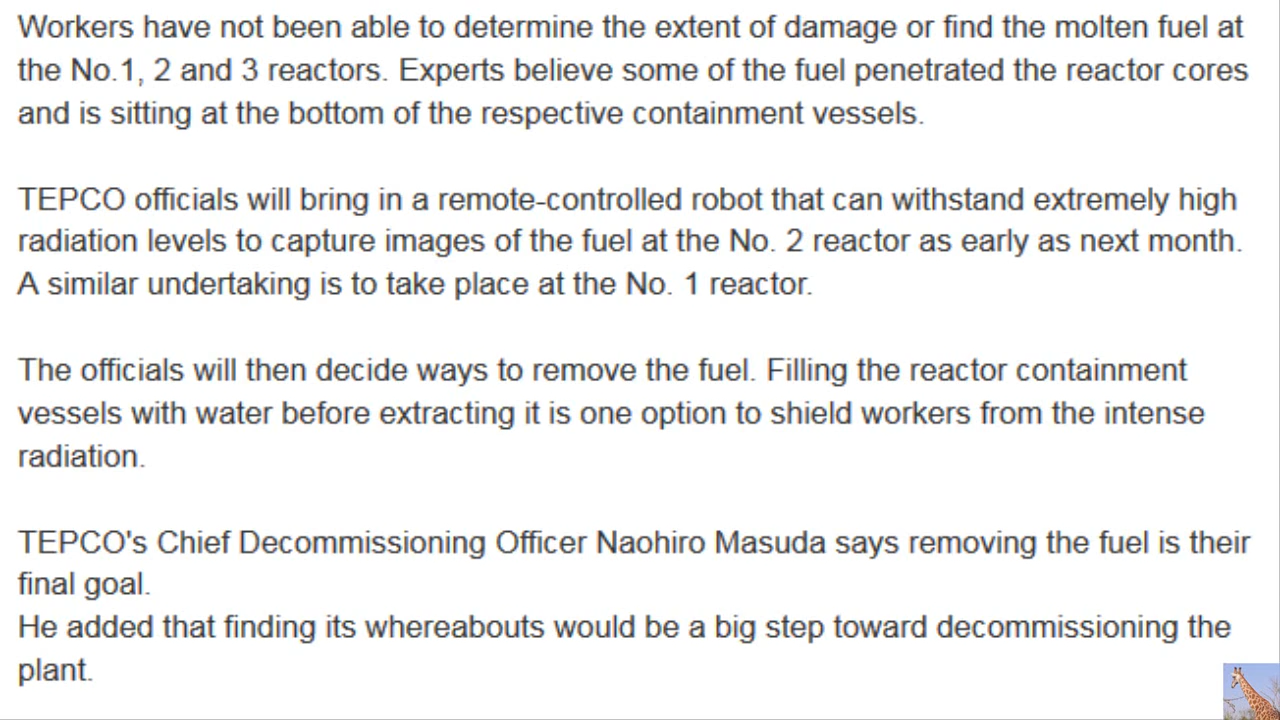 Workers have not been able to determine the extent of damage or find the molten fuel at
the No.1, 2 and 3 reactors. Experts believe some of the fuel penetrated the reactor cores
and is sitting at the bottom of the respective containment vessels.
TEPCO officials will bring in a remote-controlled robot that can withstand extremely high
radiation levels to capture images of the fuel at the No. 2 reactor as early as next month.
A similar undertaking is to take place at the No. 1 reactor.
The officials will then decide ways to remove the fuel. Filling the reactor containment
vessels with water before extracting it is one option to shield workers from the intense
radiation.
TEPCO's Chief Decommissioning Officer Naohiro Masuda says removing the fuel is their
final goal.
He added that finding its whereabouts would be a big step toward decommissioning the
plant.